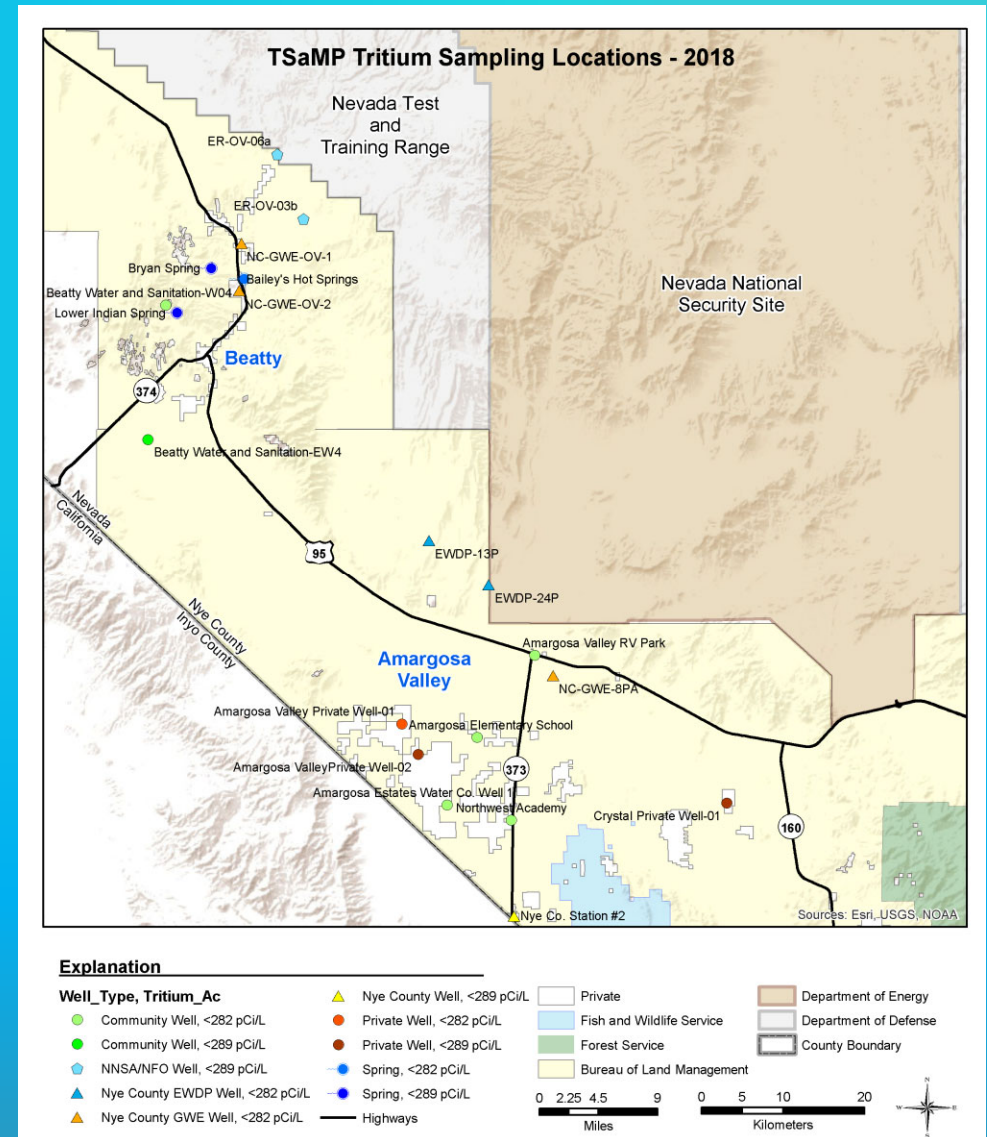 TSaMP Tritium Sampling Locations - 2018
Nevada Test
and
Training Range
ER-OV-06a
ER-OV-03b
NC-GWE-OV-1
Bryan Spring
Bailey's Hot Springs
Beatty Water and Sanitation-W04
NC-GWE-OV-2
Lower Indian Spring
Nevada National
Security Site
Beatty
374
Beatty Water and Sanitation-EW4
Nevada
California
95
EWDP-13P
EWDP-24P
Nye County
Inyo County
Amargosa Valley RV Park
Amargosa
Valley
NC-GWE-8PA
Amargosa Valley Private Well-01
Amargosa Elementary School
Amargosa ValleyPrivate Well-02
373
Amargosa Estates Water Co. Well 1
Northwest Academy
Crystal Private Well-01
160
Nye Co. Station #2
Sources: Esri, USGS, NOAA
Explanation
Well_Type, Tritium_Ac
Community Well, <282 pCi/L
Community Well, <289 pCi/L
NNSA/NFO Well, <289 pCi/L
Nye County EWDP Well, <282 pCi/L
Nye County GWE Well, <282 pCi/L
Nye County Well, <289 pCi/L
Private Well, <282 pCi/L
Private Well, <289 pCi/L
Spring, <282 pCi/L
Spring, <289 pCi/L
Highways
Private
Fish and Wildlife Service
Forest Service
Bureau of Land Management
Department of Energy
Department of Defense
County Boundary
0 2.25 4.5 9
Miles
0 5 10 20
Kilometers
N
W E
S